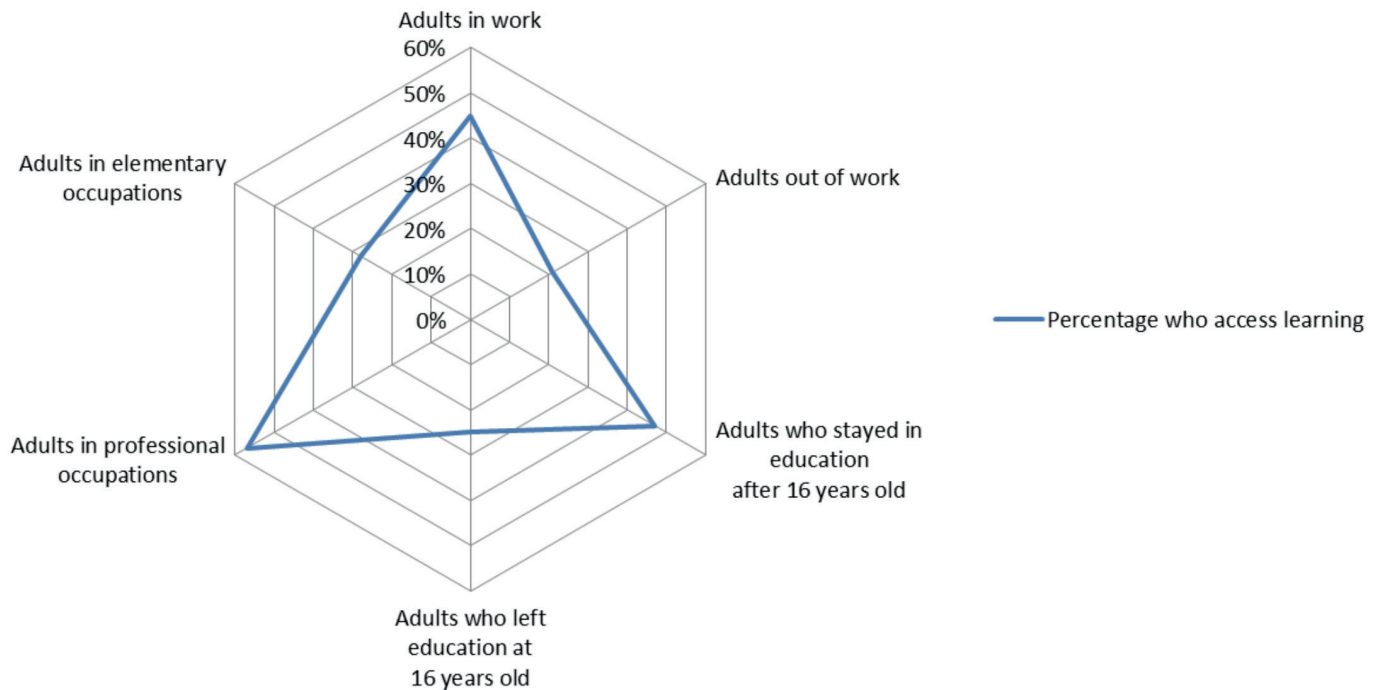 Adults in work
60%
50%
40%
30%
20%
10%
0%
Adults out of work
Adults who stayed in
education
after 16 years old
Adults who left
education at
16 years old
Adults in professional
occupations
Adults in elementary
occupations
Percentage who access learning